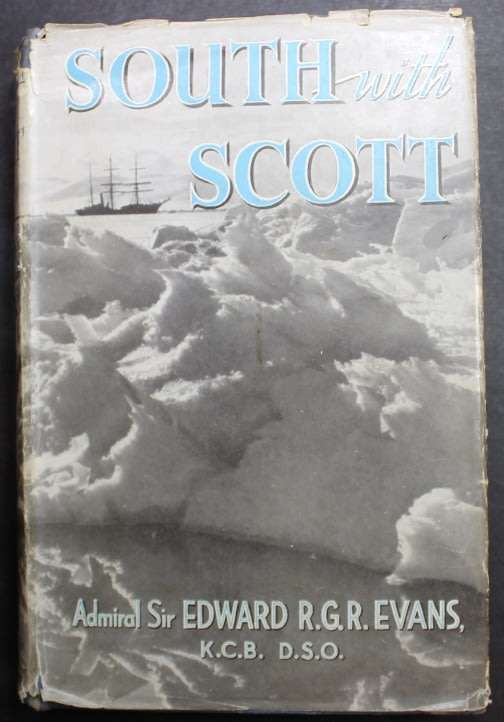 SOUTH with
SCOTT
Admiral Sir EDWARD R.G.R. EVANS,
K.C.B. D.S.O.